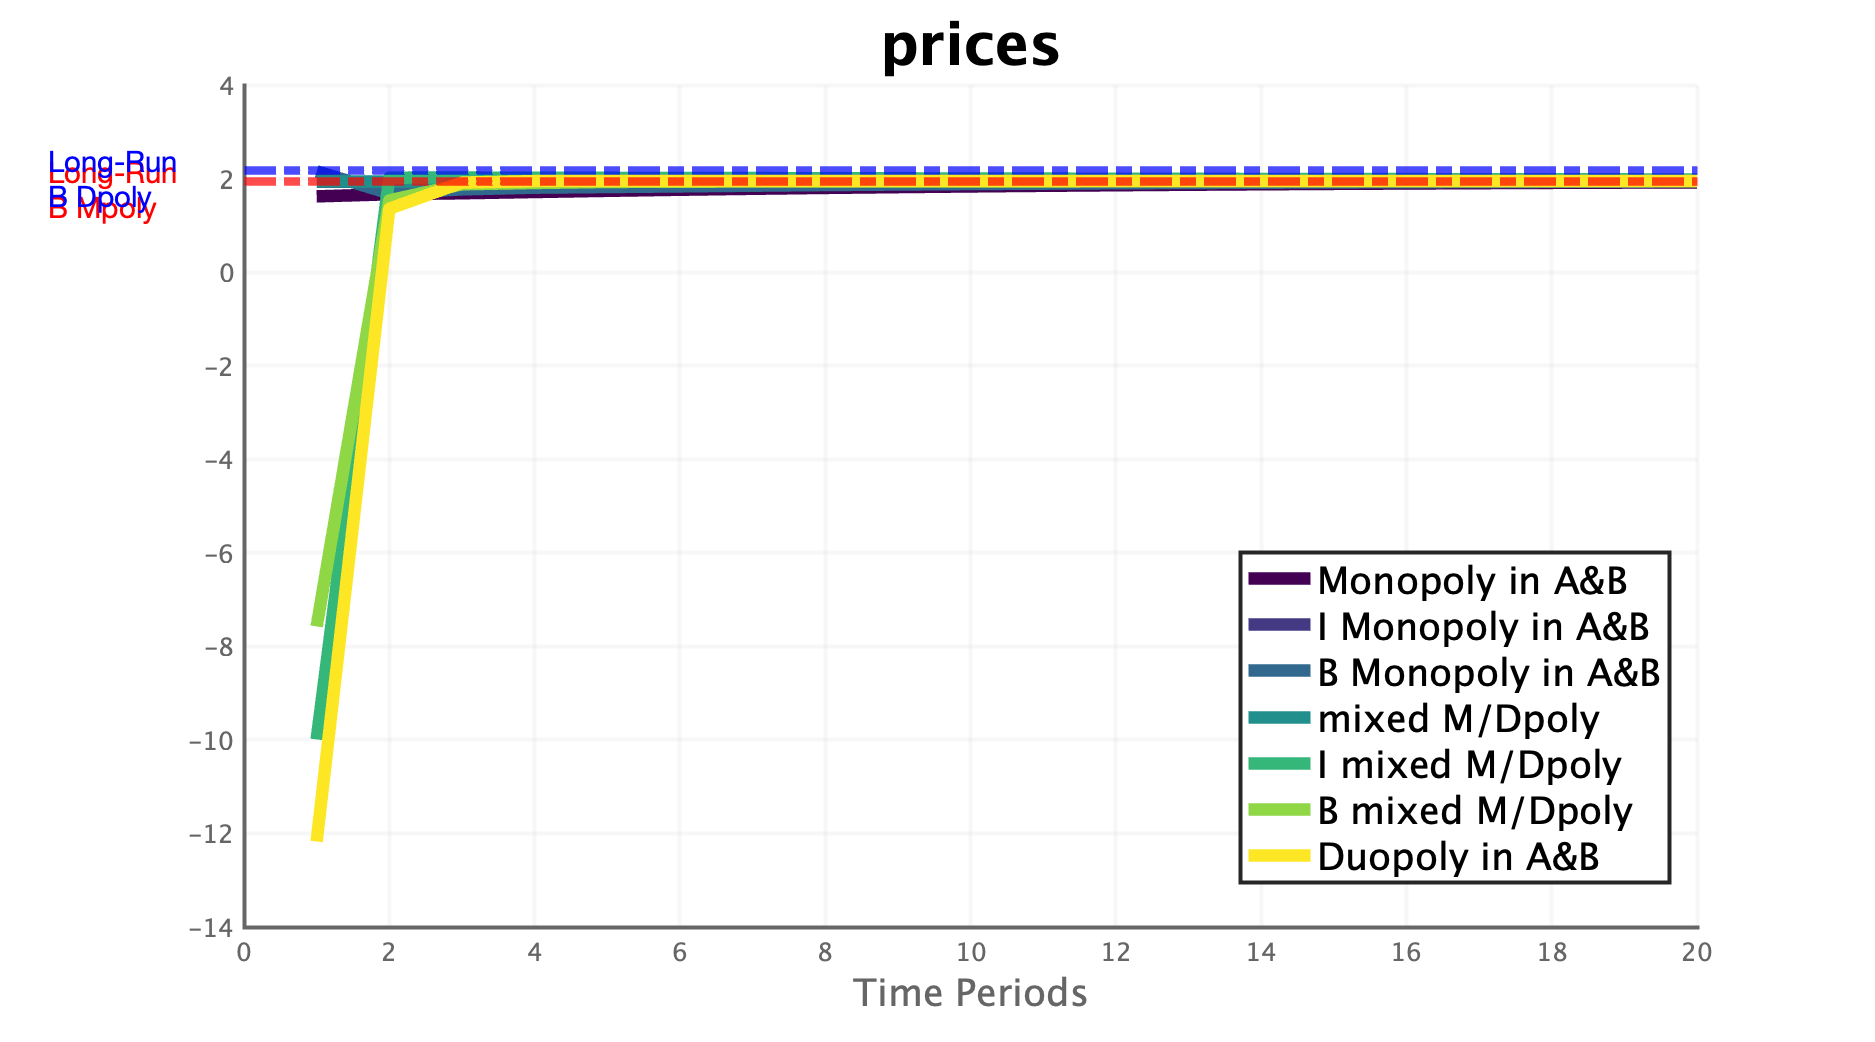 prices
4
2
0
−2
−4
−6
−8
−10
−12
−14
Long-Run
Long-Run
B Dpoly
B Mpoly
0 2 4 6 8 10 12 14 16 18 20
Time Periods
Monopoly in A&B
I Monopoly in A&B
B Monopoly in A&B
mixed M/Dpoly
I mixed M/Dpoly
B mixed M/Dpoly
Duopoly in A&B